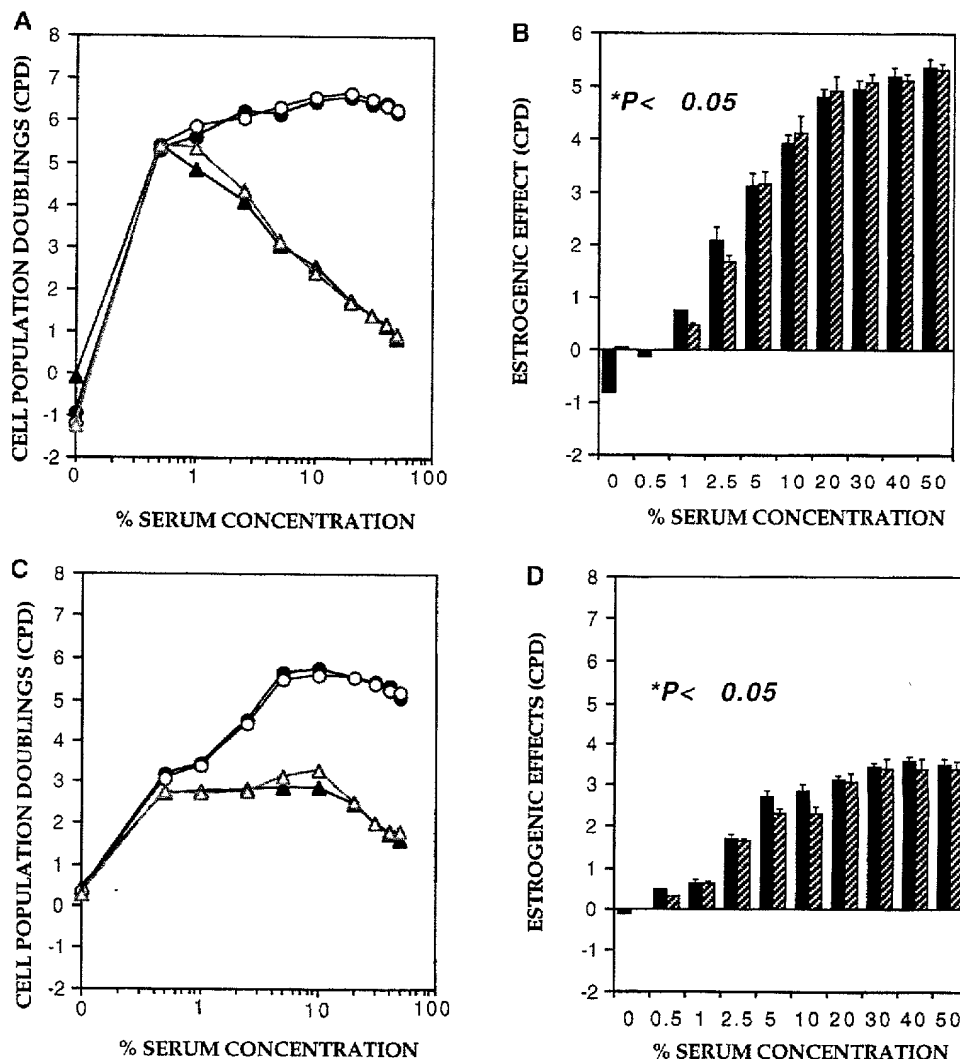 A
CELL POPULATION DOUBLINGS (CPD)
8
7
6
5
4
3
2
1
0
-1
-2
0 1 10 100
% SERUM CONCENTRATION
B
ESTROGENIC EFFECT (CPD)
*P< 0.05
6
5
4
3
2
1
0
-1
-2
0 0.5 1 2.5 5 10 20 30 40 50
% SERUM CONCENTRATION
C
CELL POPULATION DOUBLINGS (CPD)
8
7
6
5
4
3
2
1
0
-1
-2
0 1 10 100
% SERUM CONCENTRATION
D
ESTROGENIC EFFECTS (CPD)
*P< 0.05
8
7
6
5
4
3
2
1
0
-1
-2
0 0.5 1 2.5 5 10 20 30 40 50
% SERUM CONCENTRATION